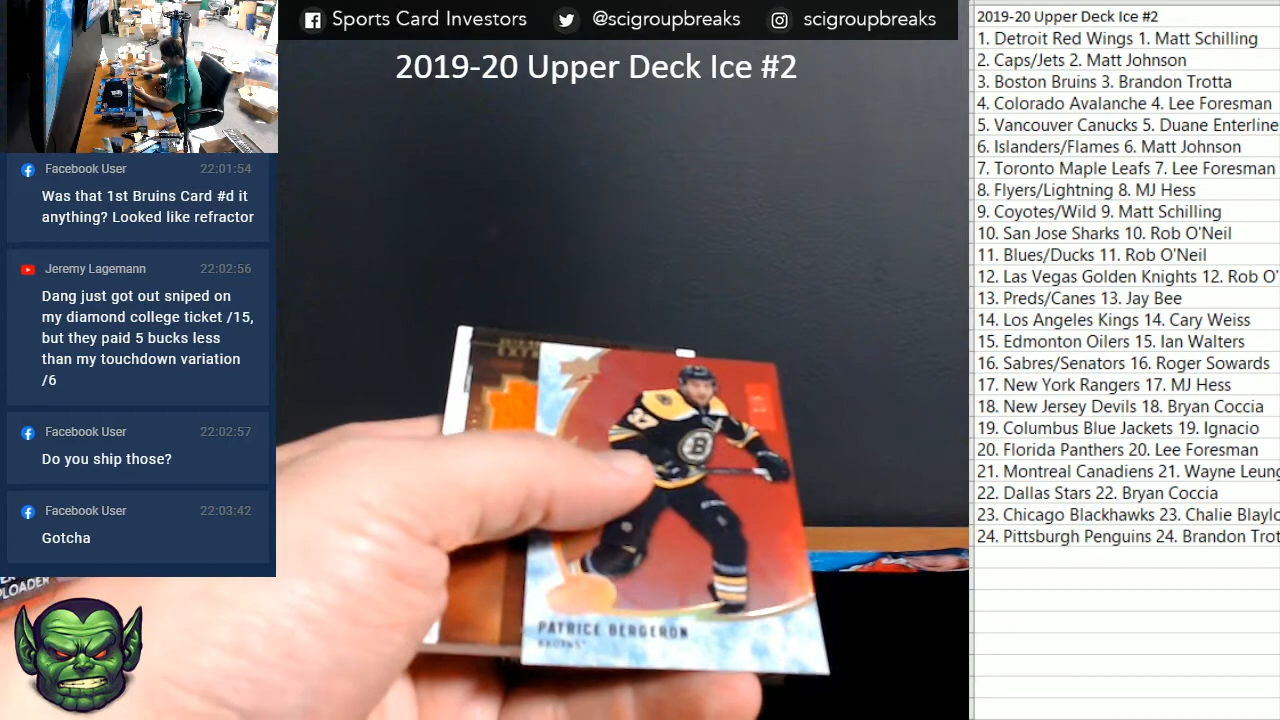 Sports Card Investors @scigroupbreaks scigroupbreaks
2019-20 Upper Deck Ice #2
Facebook User 22:01:54
Was that 1st Bruins Card #d it
anything? Looked like refractor
Jeremy Lagemann 22:02:56
Dang just got out sniped on
my diamond college ticket /15,
but they paid 5 bucks less
than my touchdown variation
/6
Facebook User 22:02:57
Do you ship those?
Facebook User 22:03:42
Gotcha
PLOADER
B
PATRICE BERGERON
BRUINS
2019-20 Upper Deck Ice #2
1. Detroit Red Wings 1. Matt Schilling
2. Caps/Jets 2. Matt Johnson
3. Boston Bruins 3. Brandon Trotta
4. Colorado Avalanche 4. Lee Foresman
5. Vancouver Canucks 5. Duane Enterline
6. Islanders/Flames 6. Matt Johnson
7. Toronto Maple Leafs 7. Lee Foresman
8. Flyers/Lightning 8. MJ Hess
9. Coyotes/Wild 9. Matt Schilling
10. San Jose Sharks 10. Rob O'Neil
11. Blues/Ducks 11. Rob O'Neil
12. Las Vegas Golden Knights 12. Rob O'
13. Preds/Canes 13. Jay Bee
14. Los Angeles Kings 14. Cary Weiss
15. Edmonton Oilers 15. Ian Walters
16. Sabres/Senators 16. Roger Sowards
17. New York Rangers 17. MJ Hess
18. New Jersey Devils 18. Bryan Coccia
19. Columbus Blue Jackets 19. Ignacio
20. Florida Panthers 20. Lee Foresman
21. Montreal Canadiens 21. Wayne Leung
22. Dallas Stars 22. Bryan Coccia
23. Chicago Blackhawks 23. Chalie Blaylo
24. Pittsburgh Penguins 24. Brandon Trot